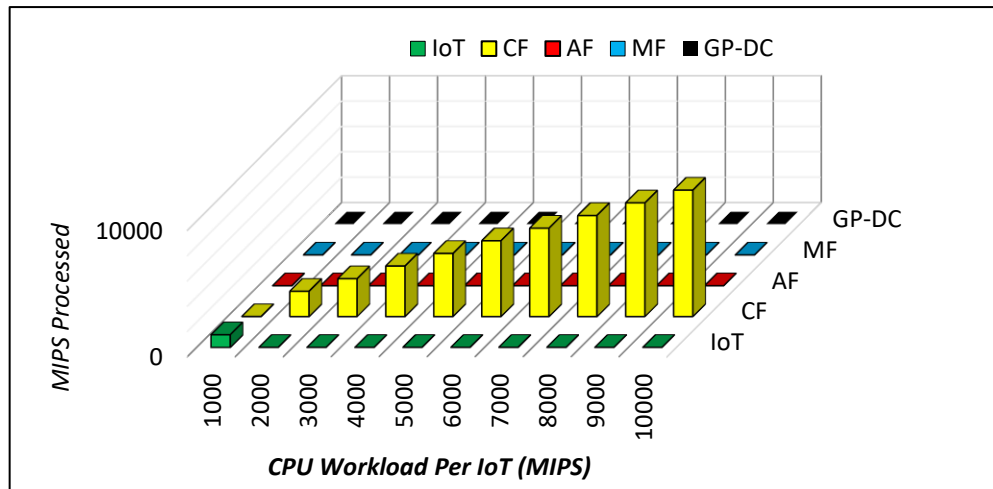 IoT CF AF MF GP-DC
10000
0
MIPS Processed
GP-DC
MF
AF
CF
IoT
1000 2000 3000 4000 5000 6000 7000 8000 9000 10000
CPU Workload Per IoT (MIPS)